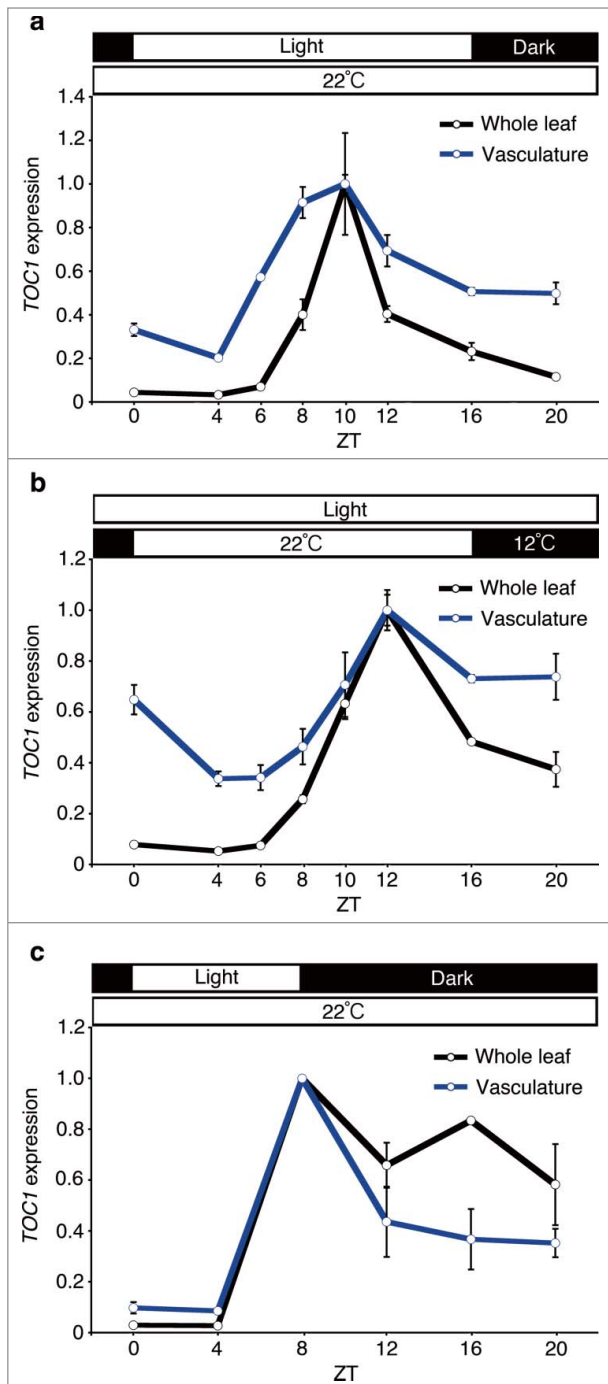 a
Light Dark
22°C
1.4
1.2
1.0
0.8
0.6
0.4
0.2
0
TOC1 expression
Whole leaf
Vasculature
0 4 6 8 10 12 16 20
ZT
b
Light
22°C 12°C
1.2
1.0
0.8
0.6
0.4
0.2
0
TOC1 expression
Whole leaf
Vasculature
0 4 6 8 10 12 16 20
ZT
c
Light Dark
22°C
1.2
1.0
0.8
0.6
0.4
0.2
0
TOC1 expression
Whole leaf
Vasculature
0 4 8 12 16 20
ZT